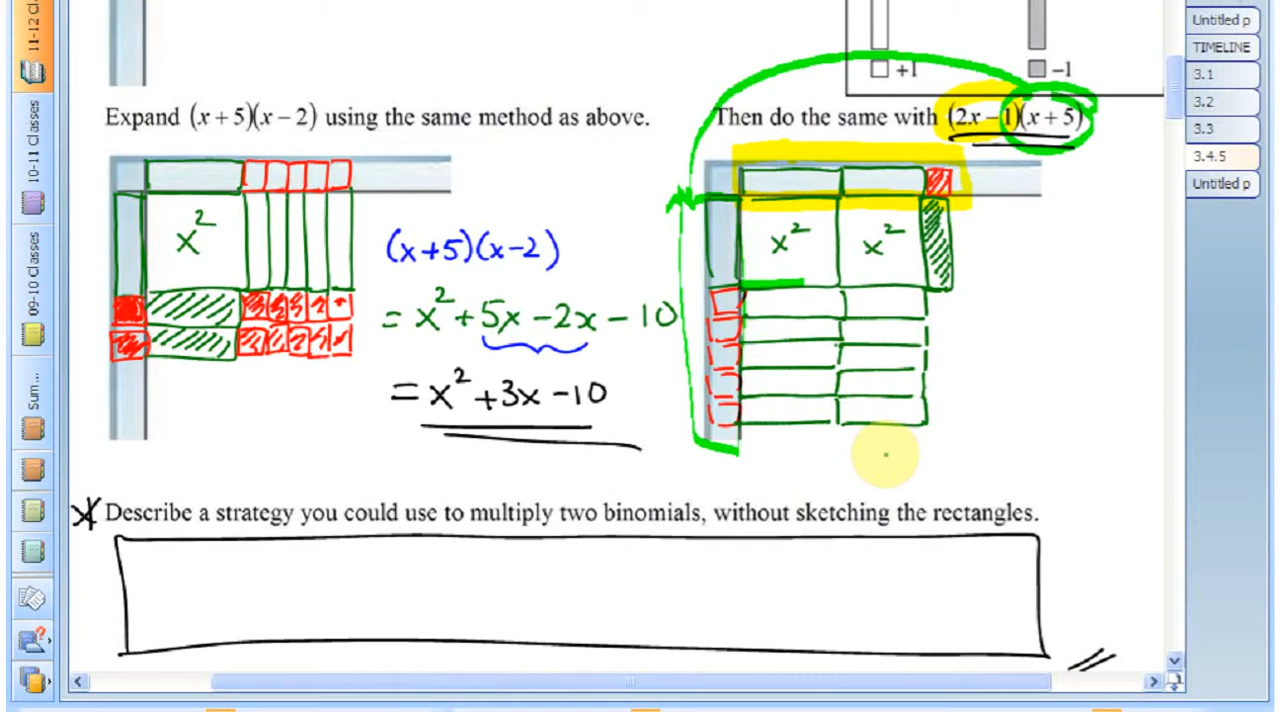 11-12 Cl
10-11 Classes
09-10 Classes
Sum...
Untitled p
TIMELINE
3.1
3.2
3.3
3.4.5
Untitled p
+1
−1
Expand (x + 5)(x − 2) using the same method as above.
Then do the same with (2x − 1)(x + 5)
x²
(x+5)(x-2)
= x² + 5x - 2x - 10
= x² + 3x - 10
x² x²
Describe a strategy you could use to multiply two binomials, without sketching the rectangles.